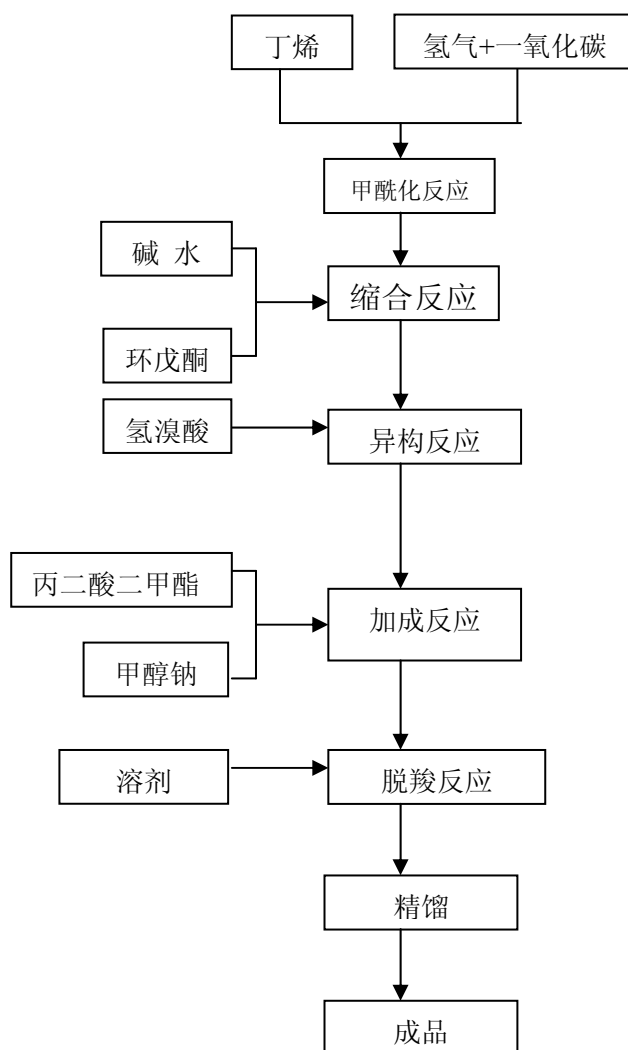 丁烯
氢气+一氧化碳
甲酰化反应
碱 水
缩合反应
环戊酮
氢溴酸
异构反应
丙二酸二甲酯
加成反应
甲醇钠
溶剂
脱羧反应
精馏
成品